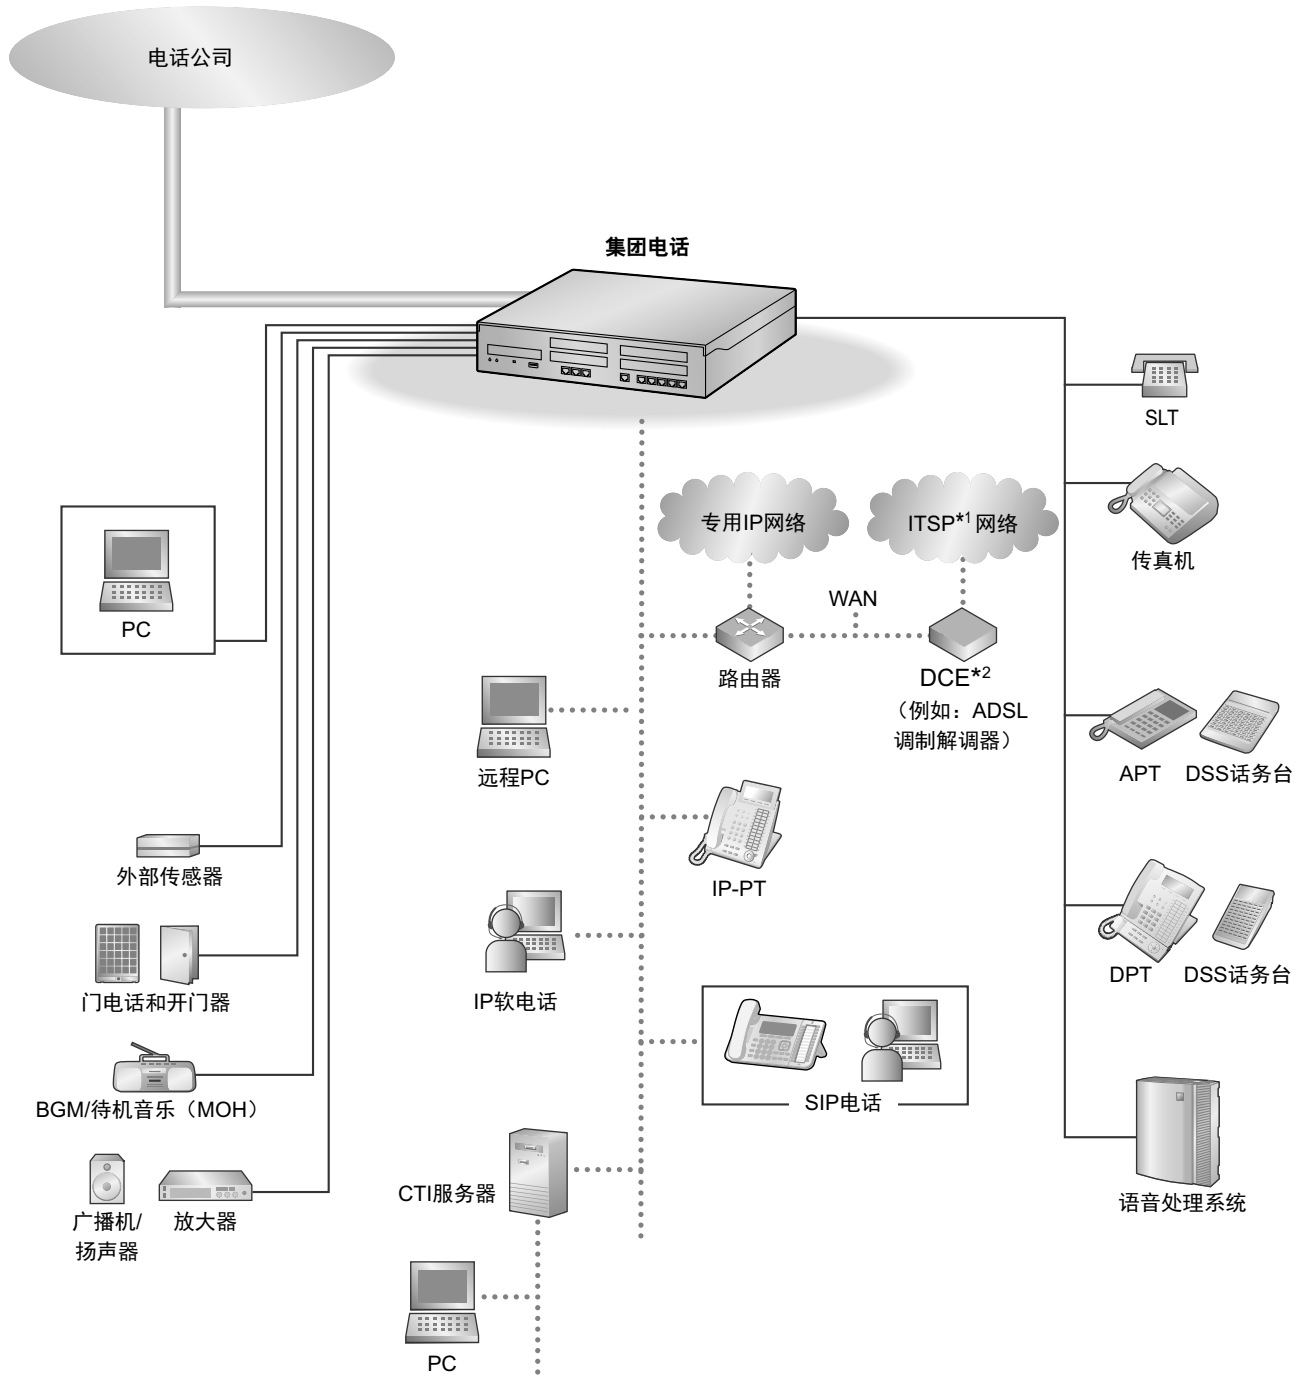 电话公司
集团电话
SLT
专用IP网络
ITSP*1 网络
传真机
WAN
PC
路由器
DCE*2
（例如：ADSL
调制解调器）
远程PC
APT
DSS话务台
外部传感器
IP-PT
DPT
DSS话务台
门电话和开门器
IP软电话
BGM/待机音乐（MOH）
SIP电话
CTI服务器
语音处理系统
广播机/
扬声器
放大器
PC